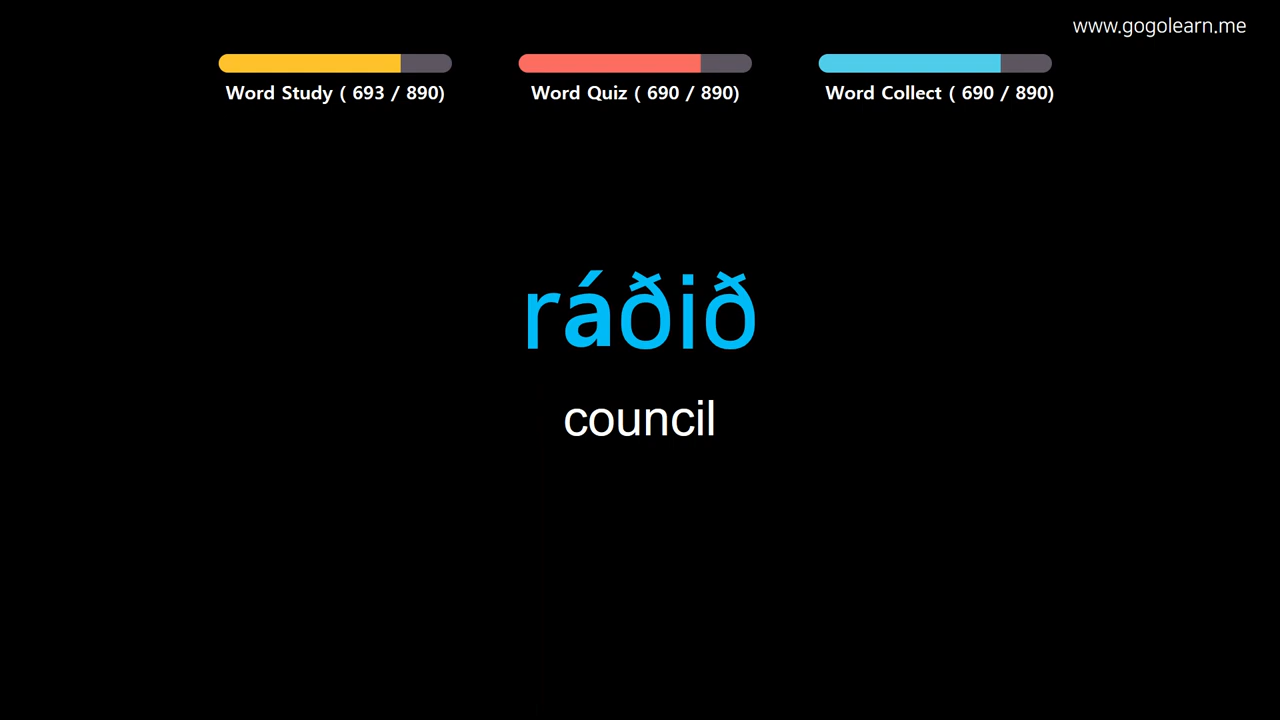 www.gogolearn.me
Word Study ( 693 / 890)
Word Quiz ( 690 / 890)
Word Collect ( 690 / 890)
ráðið
council